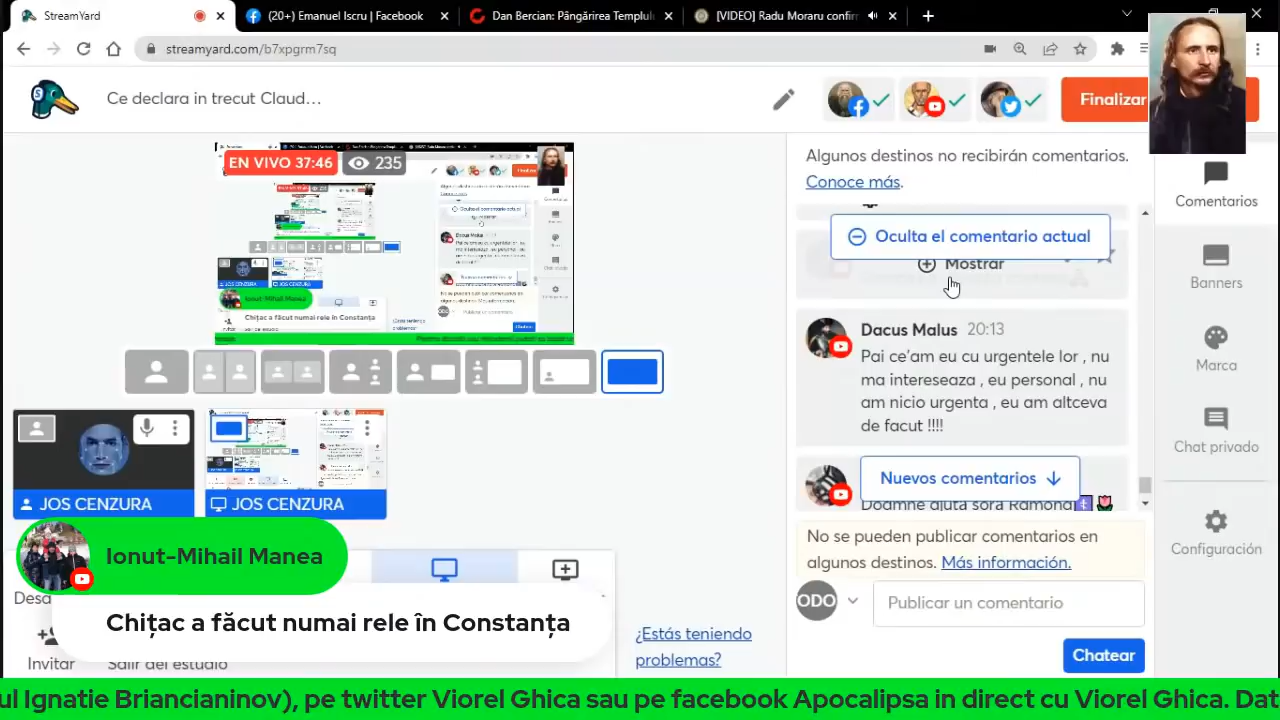 StreamYard
(20+) Emanuel Iscru | Facebook
Dan Bercian: Pângărirea Templul
[VIDEO] Radu Moraru confirm
streamyard.com/b7xpgrm7sq
Ce declara in trecut Claud...
Finalizar
EN VIVO 37:46
235
Algunos destinos no recibirán comentarios.
Conoce más.
Oculta el comentario actual
Mostrar
Dacus Malus 20:13
Pai ce'am eu cu urgentele lor , nu
ma intereseaza , eu personal , nu
am nicio urgenta , eu am altceva
de facut !!!!
Nuevos comentarios
Doamne ajuta sora Ramona
No se pueden publicar comentarios en
algunos destinos. Más información.
ODO
Publicar un comentario
Chatear
Comentarios
Banners
Marca
Chat privado
Configuración
JOS CENZURA
JOS CENZURA
Ionut-Mihail Manea
Chițac a făcut numai rele în Constanța
Desa
Invitar
Salir del estudio
¿Estás teniendo
problemas?
ul Ignatie Briancianinov), pe twitter Viorel Ghica sau pe facebook Apocalipsa in direct cu Viorel Ghica. Dat